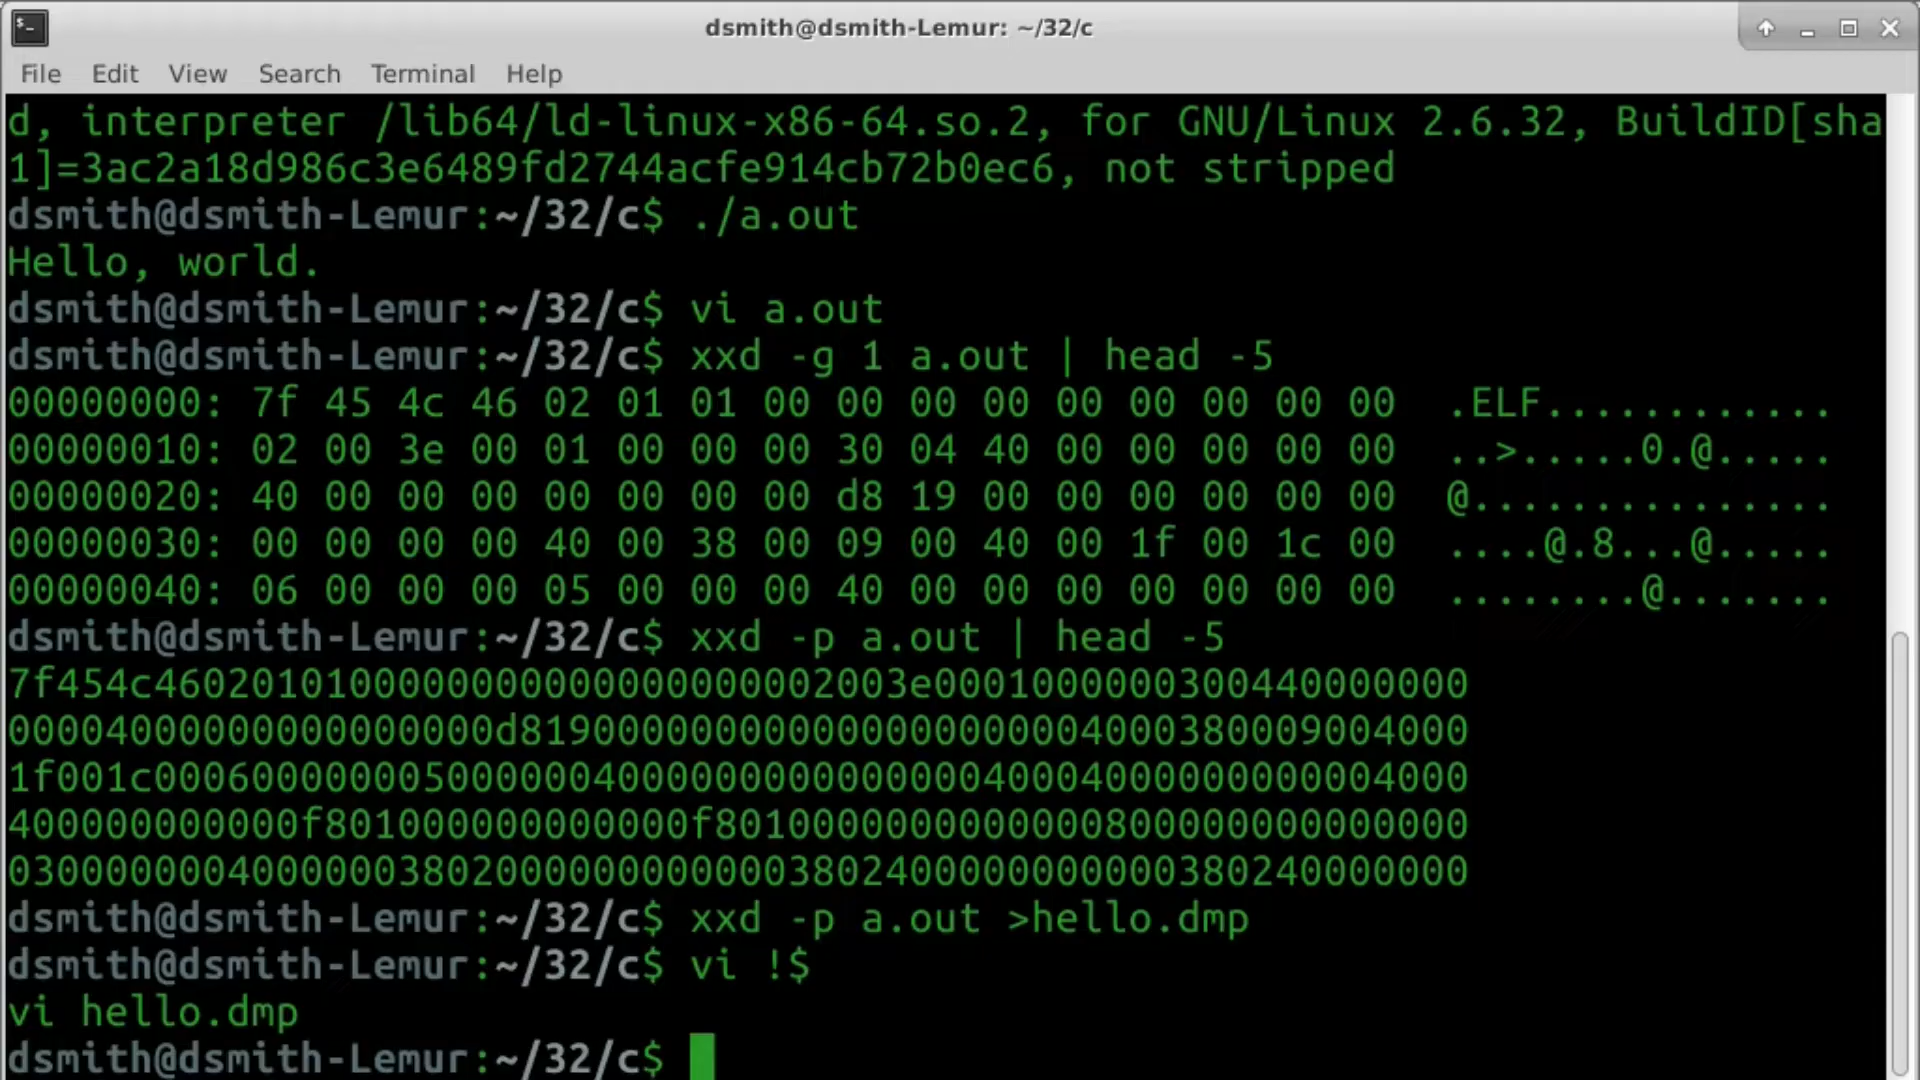 dsmith@dsmith-Lemur: ~/32/c
File Edit View Search Terminal Help
d, interpreter /lib64/ld-linux-x86-64.so.2, for GNU/Linux 2.6.32, BuildID[sha
1]=3ac2a18d986c3e6489fd2744acfe914cb72b0ec6, not stripped
dsmith@dsmith-Lemur:~/32/c$ ./a.out
Hello, world.
dsmith@dsmith-Lemur:~/32/c$ vi a.out
dsmith@dsmith-Lemur:~/32/c$ xxd -g 1 a.out | head -5
00000000: 7f 45 4c 46 02 01 01 00 00 00 00 00 00 00 00 00  .ELF............
00000010: 02 00 3e 00 01 00 00 00 30 04 40 00 00 00 00 00  ..>.....0.@.....
00000020: 40 00 00 00 00 00 00 00 d8 19 00 00 00 00 00 00  @...............
00000030: 00 00 00 00 40 00 38 00 09 00 40 00 1f 00 1c 00  ....@.8...@.....
00000040: 06 00 00 00 05 00 00 00 40 00 00 00 00 00 00 00  ........@.......
dsmith@dsmith-Lemur:~/32/c$ xxd -p a.out | head -5
7f454c4602010100000000000000000002003e0001000000300440000000
00004000000000000000d819000000000000000000004000380009004000
1f001c000600000005000000400000000000000040004000000000004000
400000000000f801000000000000f8010000000000000800000000000000
030000000400000038020000000000003802400000000000380240000000
dsmith@dsmith-Lemur:~/32/c$ xxd -p a.out >hello.dmp
dsmith@dsmith-Lemur:~/32/c$ vi !$
vi hello.dmp
dsmith@dsmith-Lemur:~/32/c$